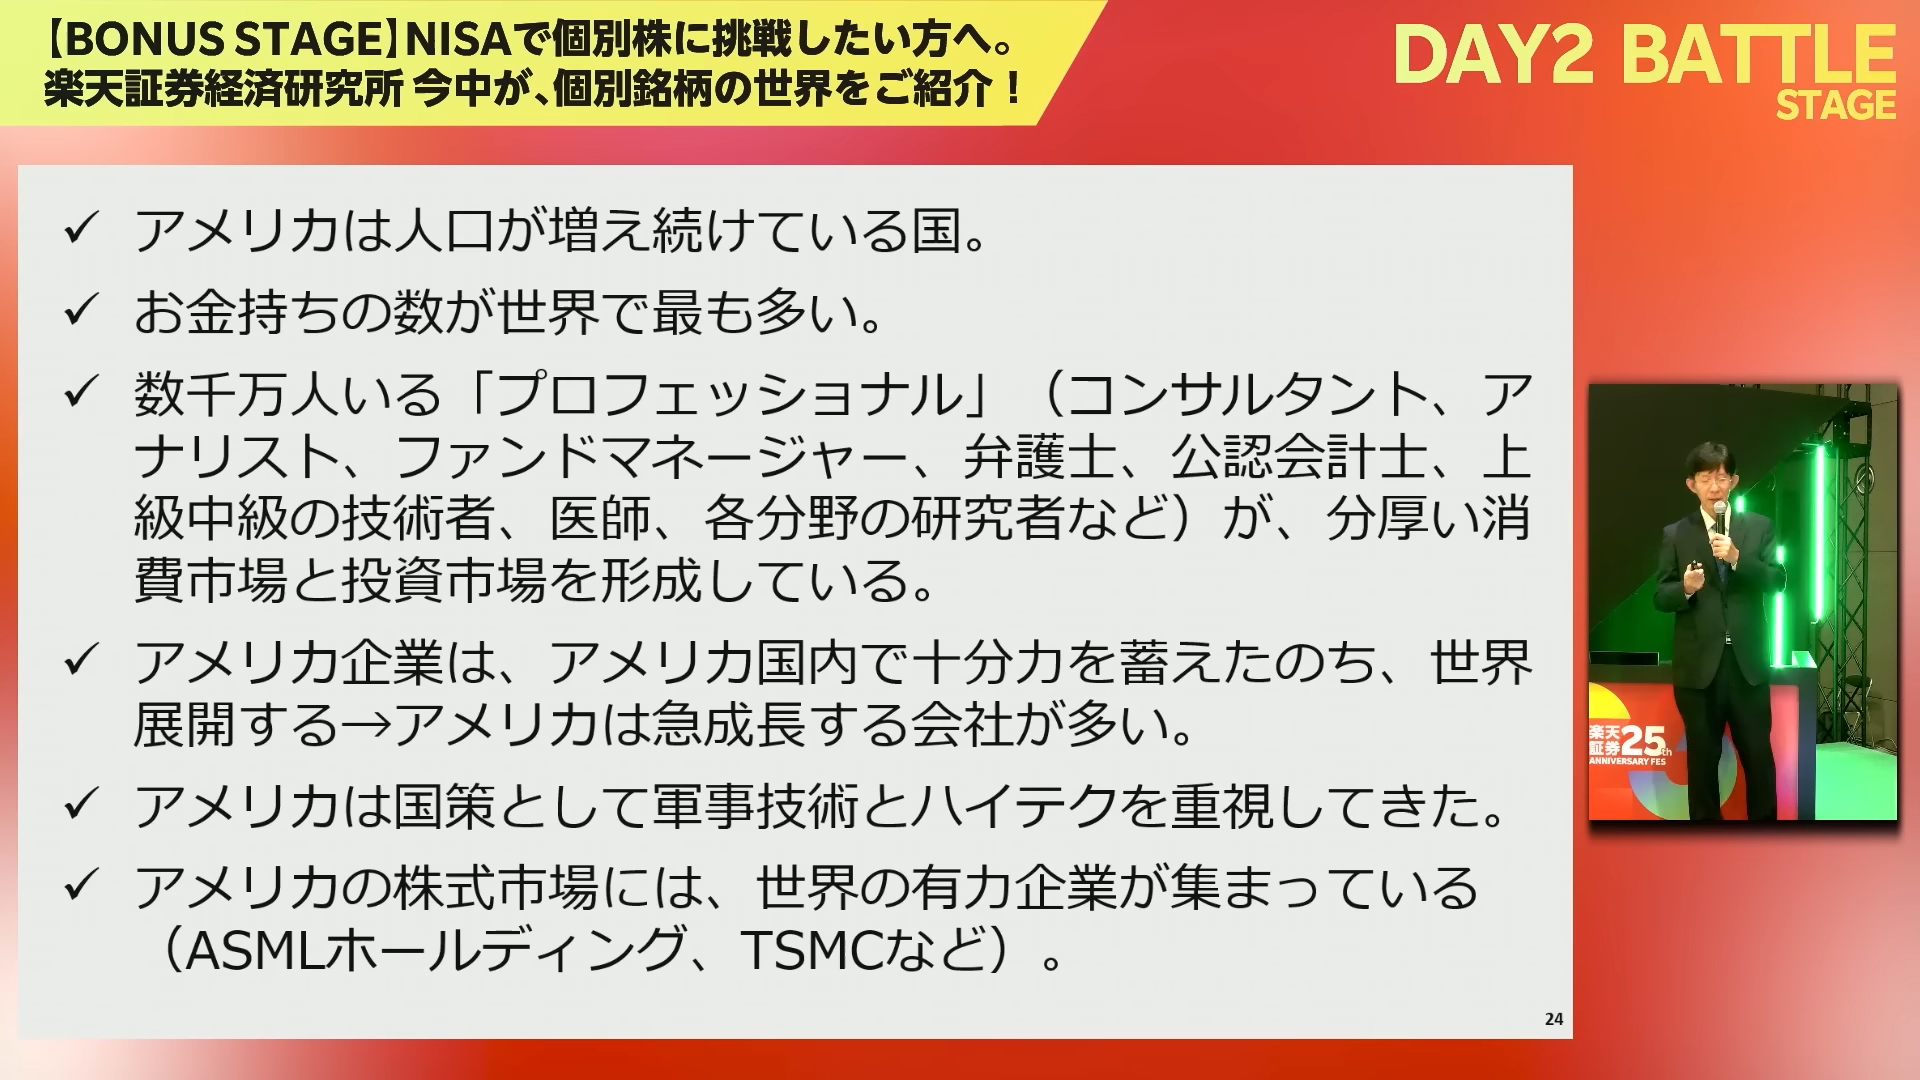 【BONUS STAGE】NISAで個別株に挑戦したい方へ。
楽天証券経済研究所 今中が、個別銘柄の世界をご紹介！
DAY2 BATTLE
STAGE
✓ アメリカは人口が増え続けている国。
✓ お金持ちの数が世界で最も多い。
✓ 数千万人いる「プロフェッショナル」（コンサルタント、ア
ナリスト、ファンドマネージャー、弁護士、公認会計士、上
級中級の技術者、医師、各分野の研究者など）が、分厚い消
費市場と投資市場を形成している。
✓ アメリカ企業は、アメリカ国内で十分力を蓄えたのち、世界
展開する→アメリカは急成長する会社が多い。
✓ アメリカは国策として軍事技術とハイテクを重視してきた。
✓ アメリカの株式市場には、世界の有力企業が集まっている
（ASMLホールディング、TSMCなど）。
24
楽天
証券25th
ANNIVERSARY FES